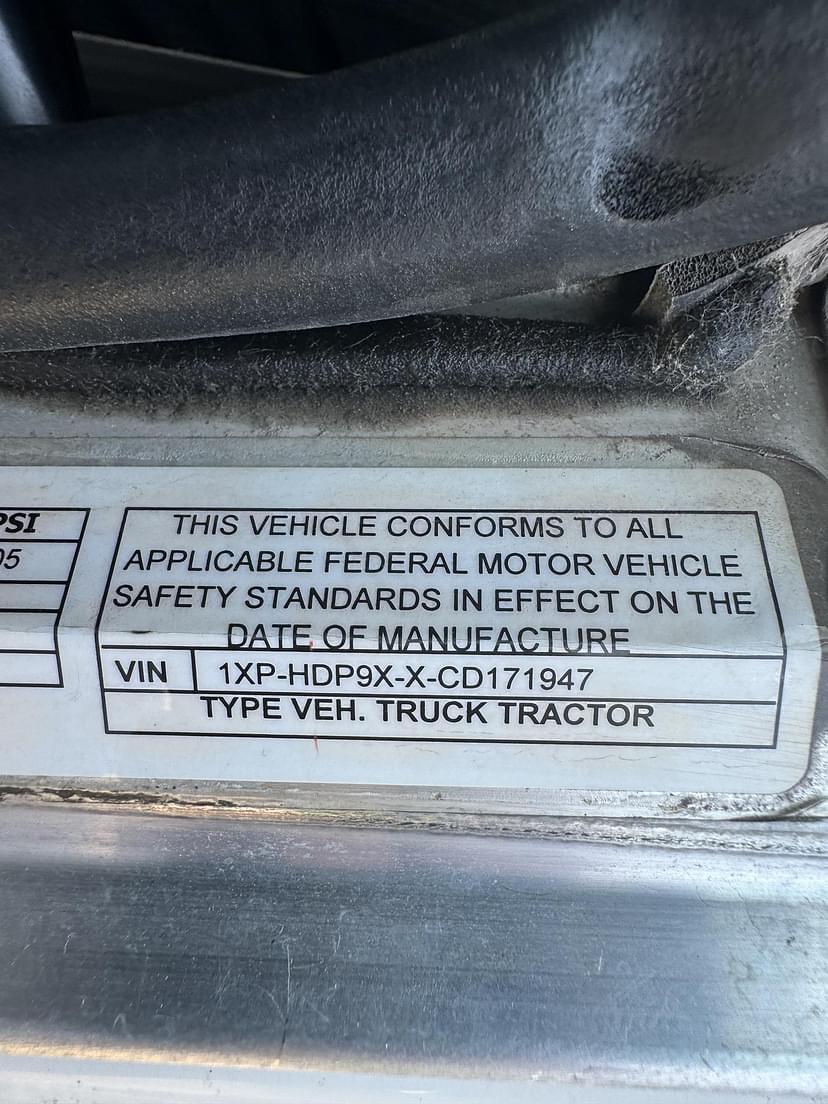 PSI
05
THIS VEHICLE CONFORMS TO ALL
APPLICABLE FEDERAL MOTOR VEHICLE
SAFETY STANDARDS IN EFFECT ON THE
DATE OF MANUFACTURE
VIN 1XP-HDP9X-X-CD171947
TYPE VEH. TRUCK TRACTOR